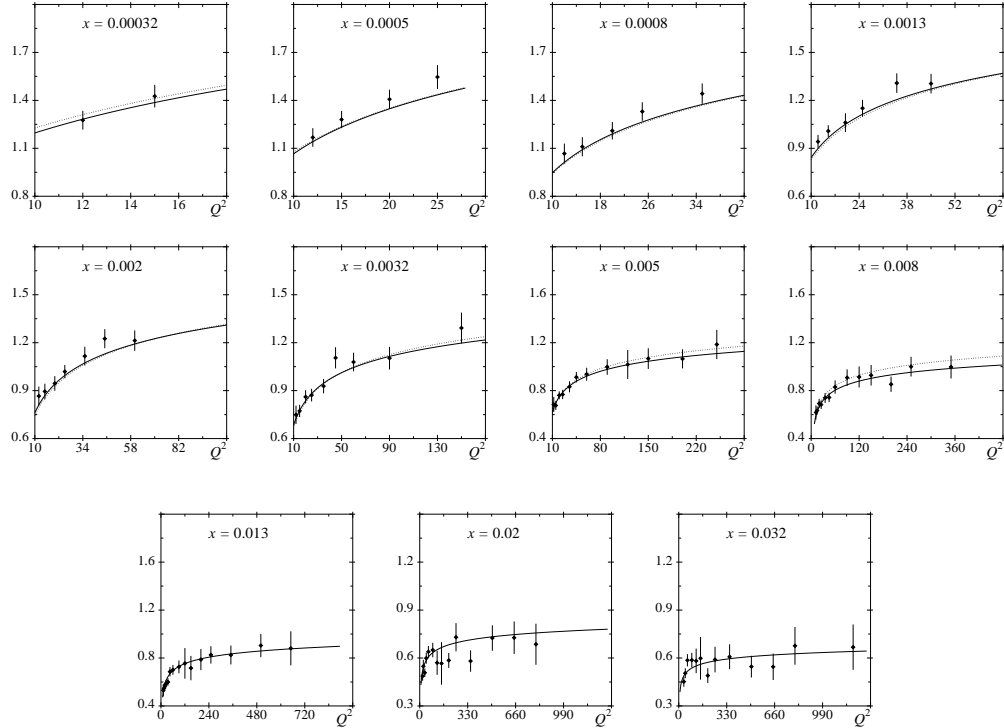 x = 0.00032
1.7
1.4
1.1
0.8
10 12 14 16 Q²
x = 0.0005
1.7
1.4
1.1
0.8
10 15 20 25 Q²
x = 0.0008
1.7
1.4
1.1
0.8
10 18 26 34 Q²
x = 0.0013
1.5
1.2
0.9
0.6
10 24 38 52 Q²
x = 0.002
1.5
1.2
0.9
0.6
10 34 58 82 Q²
x = 0.0032
1.5
1.2
0.9
0.6
10 50 90 130 Q²
x = 0.005
1.6
1.2
0.8
0.4
10 80 150 220 Q²
x = 0.008
1.6
1.2
0.8
0.4
0 120 240 360 Q²
x = 0.013
1.6
1.2
0.8
0.4
0 240 480 720 Q²
x = 0.02
1.2
0.9
0.6
0.3
0 330 660 990 Q²
x = 0.032
1.2
0.9
0.6
0.3
0 330 660 990 Q²